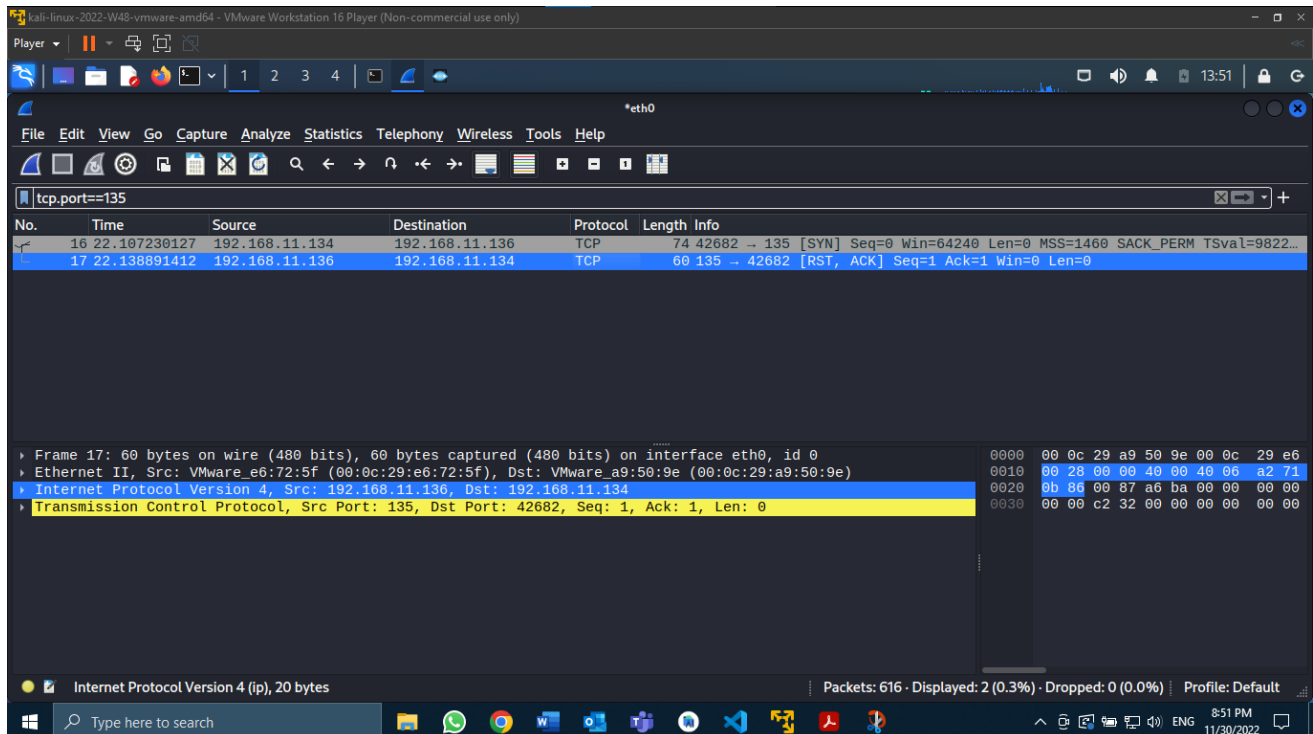 kali-linux-2022-W48-vmware-amd64 - VMware Workstation 16 Player (Non-commercial use only)
Player
1 2 3 4 13:51
*eth0
File Edit View Go Capture Analyze Statistics Telephony Wireless Tools Help
tcp.port==135
No. Time Source Destination Protocol Length Info
16 22.107230127 192.168.11.134 192.168.11.136 TCP 74 42682 → 135 [SYN] Seq=0 Win=64240 Len=0 MSS=1460 SACK_PERM TSval=9822…
17 22.138891412 192.168.11.136 192.168.11.134 TCP 60 135 → 42682 [RST, ACK] Seq=1 Ack=1 Win=0 Len=0
Frame 17: 60 bytes on wire (480 bits), 60 bytes captured (480 bits) on interface eth0, id 0
Ethernet II, Src: VMware_e6:72:5f (00:0c:29:e6:72:5f), Dst: VMware_a9:50:9e (00:0c:29:a9:50:9e)
Internet Protocol Version 4, Src: 192.168.11.136, Dst: 192.168.11.134
Transmission Control Protocol, Src Port: 135, Dst Port: 42682, Seq: 1, Ack: 1, Len: 0
0000 00 0c 29 a9 50 9e 00 0c 29 e6
0010 00 28 00 00 40 00 40 06 a2 71
0020 0b 86 00 87 a6 ba 00 00 00 00
0030 00 00 c2 32 00 00 00 00 00 00
Internet Protocol Version 4 (ip), 20 bytes Packets: 616 · Displayed: 2 (0.3%) · Dropped: 0 (0.0%) Profile: Default
Type here to search ENG 8:51 PM
11/30/2022